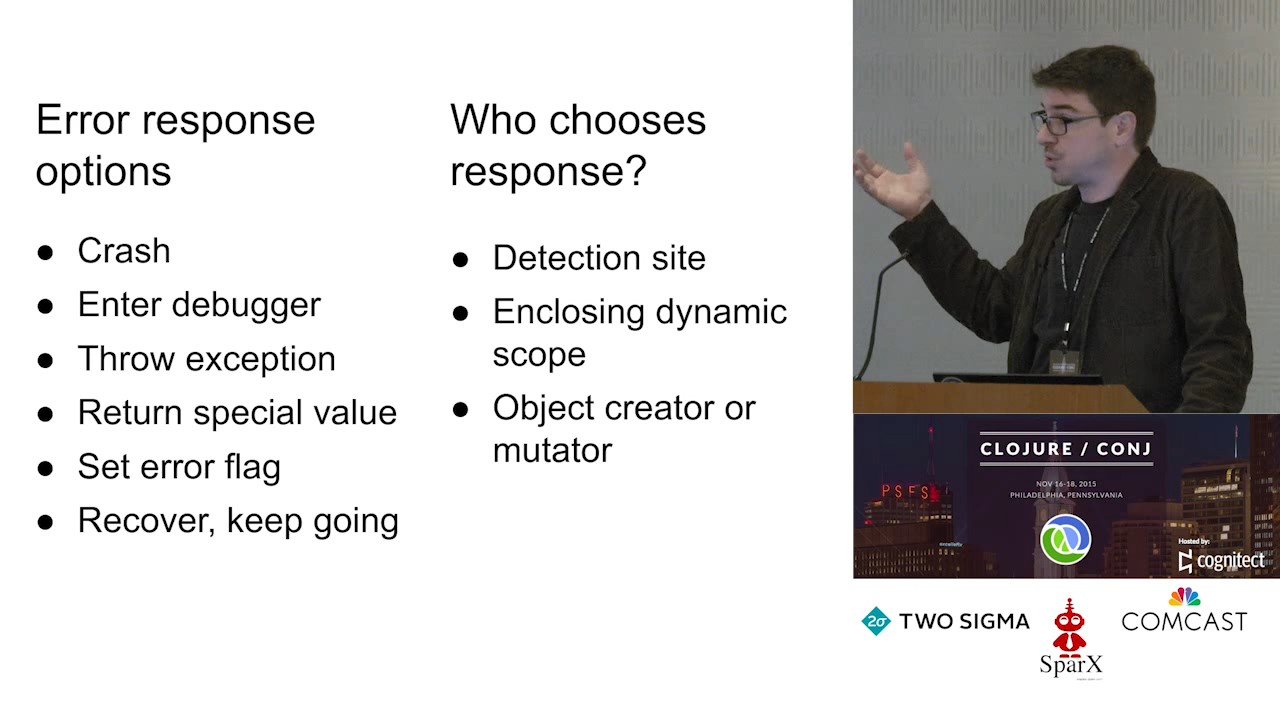 Error response
options
● Crash
● Enter debugger
● Throw exception
● Return special value
● Set error flag
● Recover, keep going
Who chooses
response?
● Detection site
● Enclosing dynamic
scope
● Object creator or
mutator
CLOJURE / CONJ
NOV 16-18, 2015
PHILADELPHIA, PENNSYLVANIA
PSFS
Hosted by:
cognitect
2σ TWO SIGMA
SparX
COMCAST